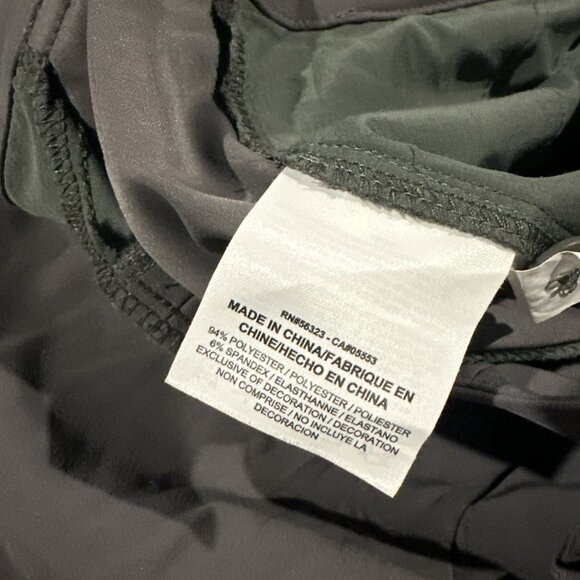 RN#56323 - CA#05553
MADE IN CHINA/FABRIQUE EN
CHINE/HECHO EN CHINA
94% POLYESTER / POLYESTER / POLIESTER
6% SPANDEX / ELASTHANNE / ELASTANO
EXCLUSIVE OF DECORATION / DECORATION
NON COMPRISE / NO INCLUYE LA
DECORACION